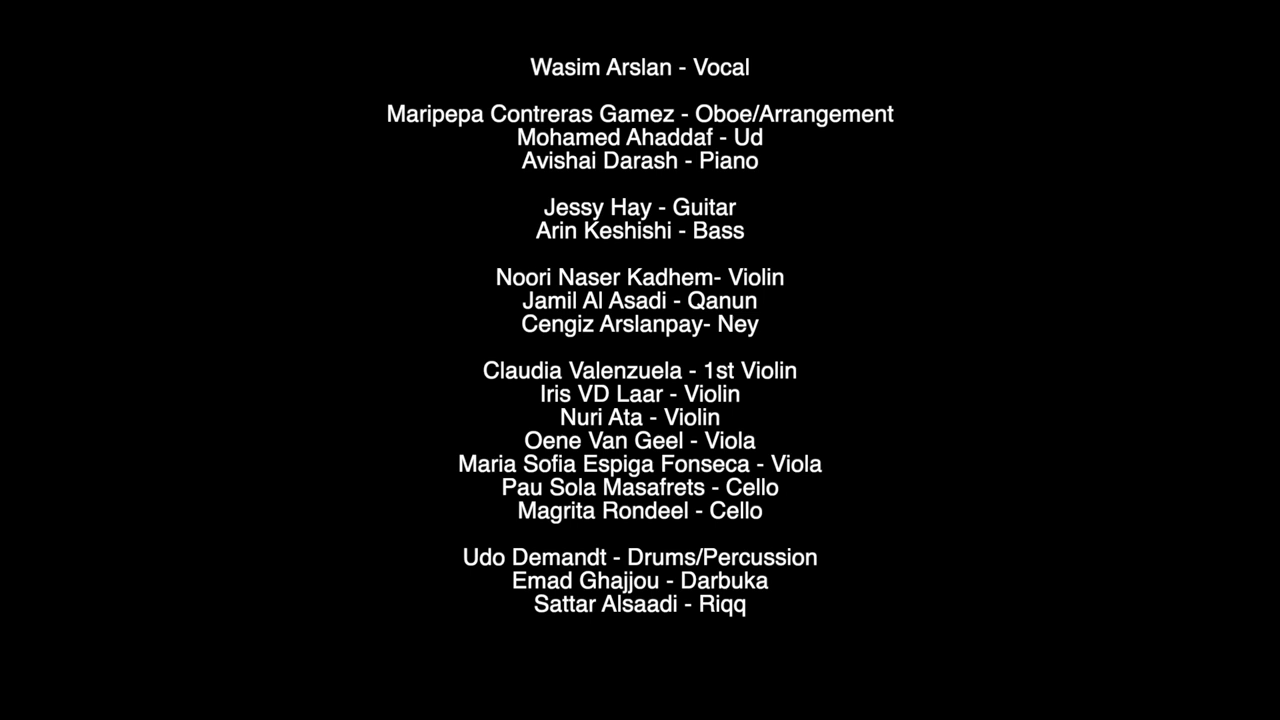 Wasim Arslan - Vocal
Maripepa Contreras Gamez - Oboe/Arrangement
Mohamed Ahaddaf - Ud
Avishai Darash - Piano
Jessy Hay - Guitar
Arin Keshishi - Bass
Noori Naser Kadhem- Violin
Jamil Al Asadi - Qanun
Cengiz Arslanpay- Ney
Claudia Valenzuela - 1st Violin
Iris VD Laar - Violin
Nuri Ata - Violin
Oene Van Geel - Viola
Maria Sofia Espiga Fonseca - Viola
Pau Sola Masafrets - Cello
Magrita Rondeel - Cello
Udo Demandt - Drums/Percussion
Emad Ghajjou - Darbuka
Sattar Alsaadi - Riqq